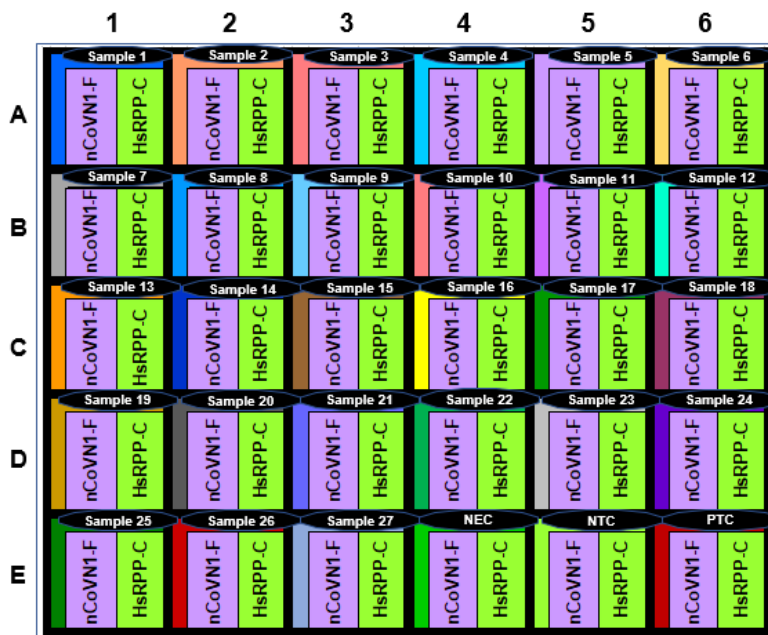 1 2 3 4 5 6
Sample 1 Sample 2 Sample 3 Sample 4 Sample 5 Sample 6
A
nCoVN1-F HsRPP-C nCoVN1-F HsRPP-C nCoVN1-F HsRPP-C nCoVN1-F HsRPP-C nCoVN1-F HsRPP-C nCoVN1-F HsRPP-C
Sample 7 Sample 8 Sample 9 Sample 10 Sample 11 Sample 12
B
nCoVN1-F HsRPP-C nCoVN1-F HsRPP-C nCoVN1-F HsRPP-C nCoVN1-F HsRPP-C nCoVN1-F HsRPP-C nCoVN1-F HsRPP-C
Sample 13 Sample 14 Sample 15 Sample 16 Sample 17 Sample 18
C
nCoVN1-F HsRPP-C nCoVN1-F HsRPP-C nCoVN1-F HsRPP-C nCoVN1-F HsRPP-C nCoVN1-F HsRPP-C nCoVN1-F HsRPP-C
Sample 19 Sample 20 Sample 21 Sample 22 Sample 23 Sample 24
D
nCoVN1-F HsRPP-C nCoVN1-F HsRPP-C nCoVN1-F HsRPP-C nCoVN1-F HsRPP-C nCoVN1-F HsRPP-C nCoVN1-F HsRPP-C
Sample 25 Sample 26 Sample 27 NEC NTC PTC
E
nCoVN1-F HsRPP-C nCoVN1-F HsRPP-C nCoVN1-F HsRPP-C nCoVN1-F HsRPP-C nCoVN1-F HsRPP-C nCoVN1-F HsRPP-C